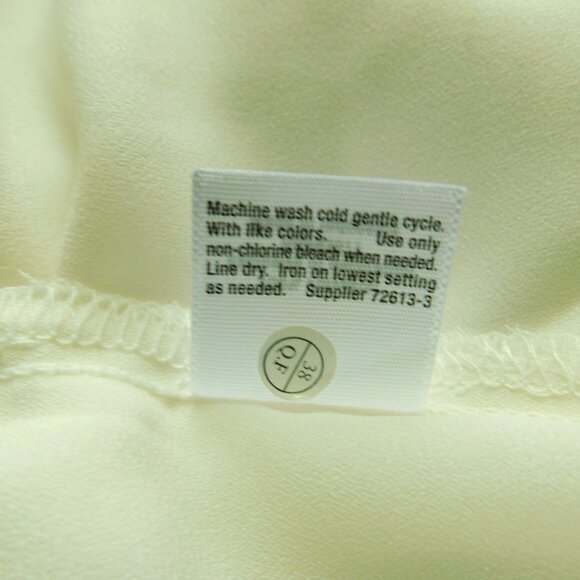 Machine wash cold gentle cycle.
With like colors. Use only
non-chlorine bleach when needed.
Line dry. Iron on lowest setting
as needed. Supplier 72613-3
38
Q.F